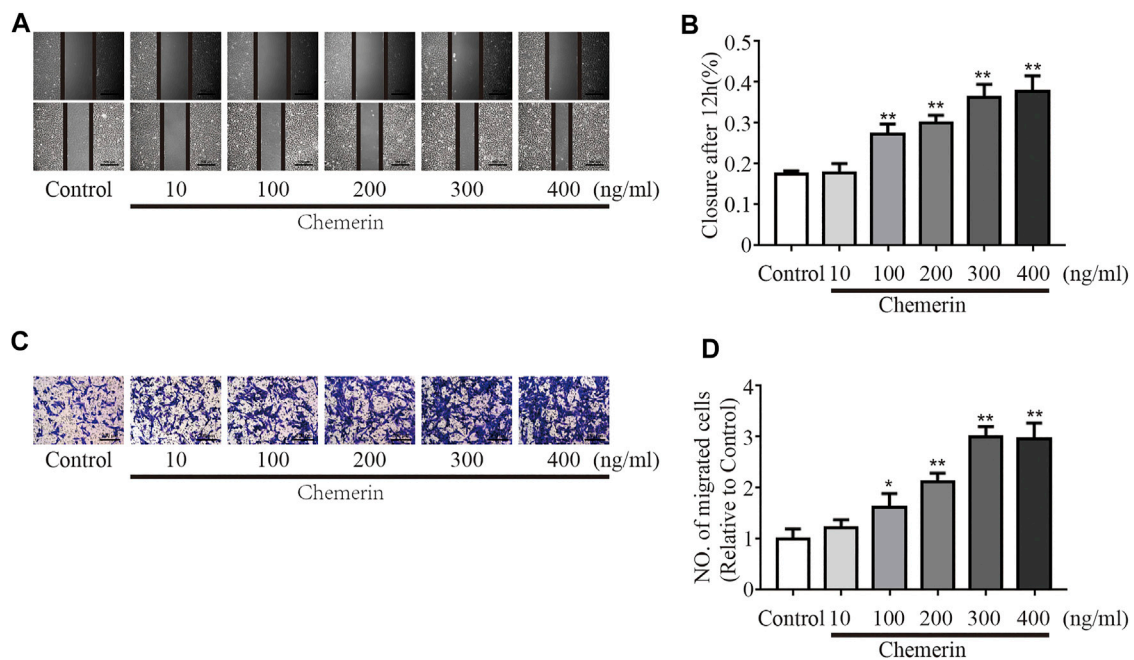 A
Control 10 100 200 300 400 (ng/ml)
Chemerin
B
Closure after 12h(%)
0.5
0.4
0.3
0.2
0.1
0
** ** ** **
Control 10 100 200 300 400 (ng/ml)
Chemerin
C
Control 10 100 200 300 400 (ng/ml)
Chemerin
D
NO. of migrated cells
(Relative to Control)
4
3
2
1
0
* ** ** **
Control 10 100 200 300 400 (ng/ml)
Chemerin